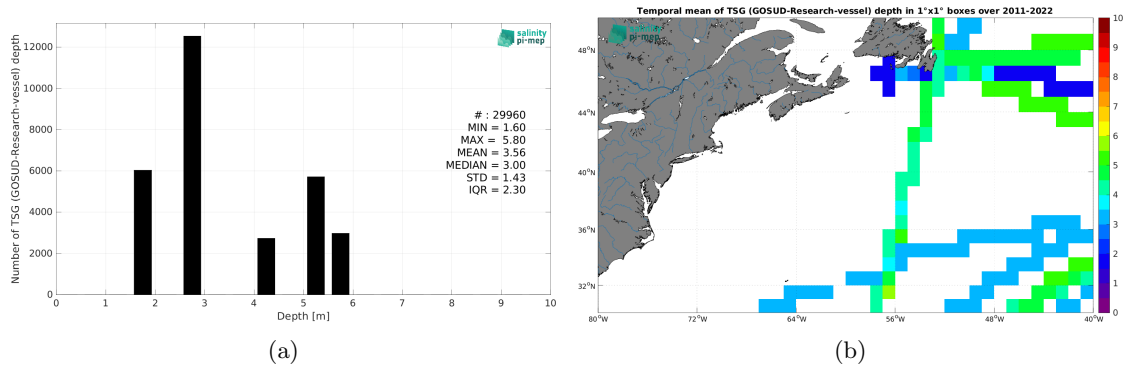 salinity
pi-mep
Number of TSG (GOSUD-Research-vessel) depth
12000
10000
8000
6000
4000
2000
0
# : 29960
MIN = 1.60
MAX = 5.80
MEAN = 3.56
MEDIAN = 3.00
STD = 1.43
IQR = 2.30
0 1 2 3 4 5 6 7 8 9 10
Depth [m]
(a)
Temporal mean of TSG (GOSUD-Research-vessel) depth in 1°x1° boxes over 2011-2022
salinity
pi-mep
48°N
44°N
40°N
36°N
32°N
80°W 72°W 64°W 56°W 48°W 40°W
10
9
8
7
6
5
4
3
2
1
0
(b)